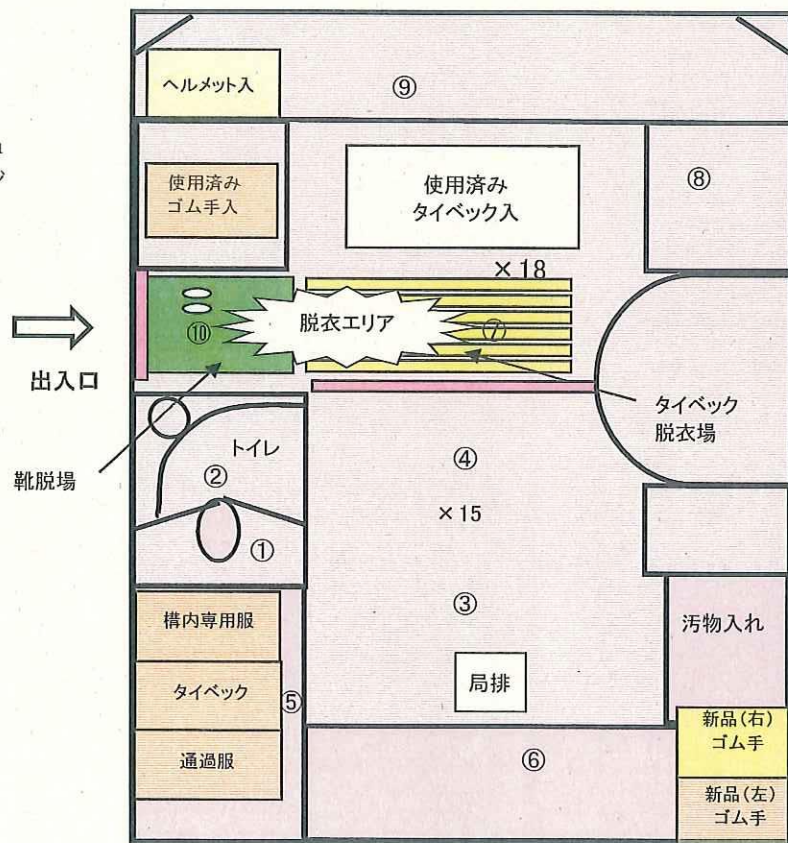 ヘルメット入
⑨
使用済み
ゴム手入
使用済み
タイベック入
⑧
×18
⑩
脱衣エリア
⑦
出入口
タイベック
脱衣場
靴脱場
トイレ
②
④
×15
①
③
構内専用服
汚物入れ
局排
タイベック
⑤
新品(右)
ゴム手
通過服
⑥
新品(左)
ゴム手